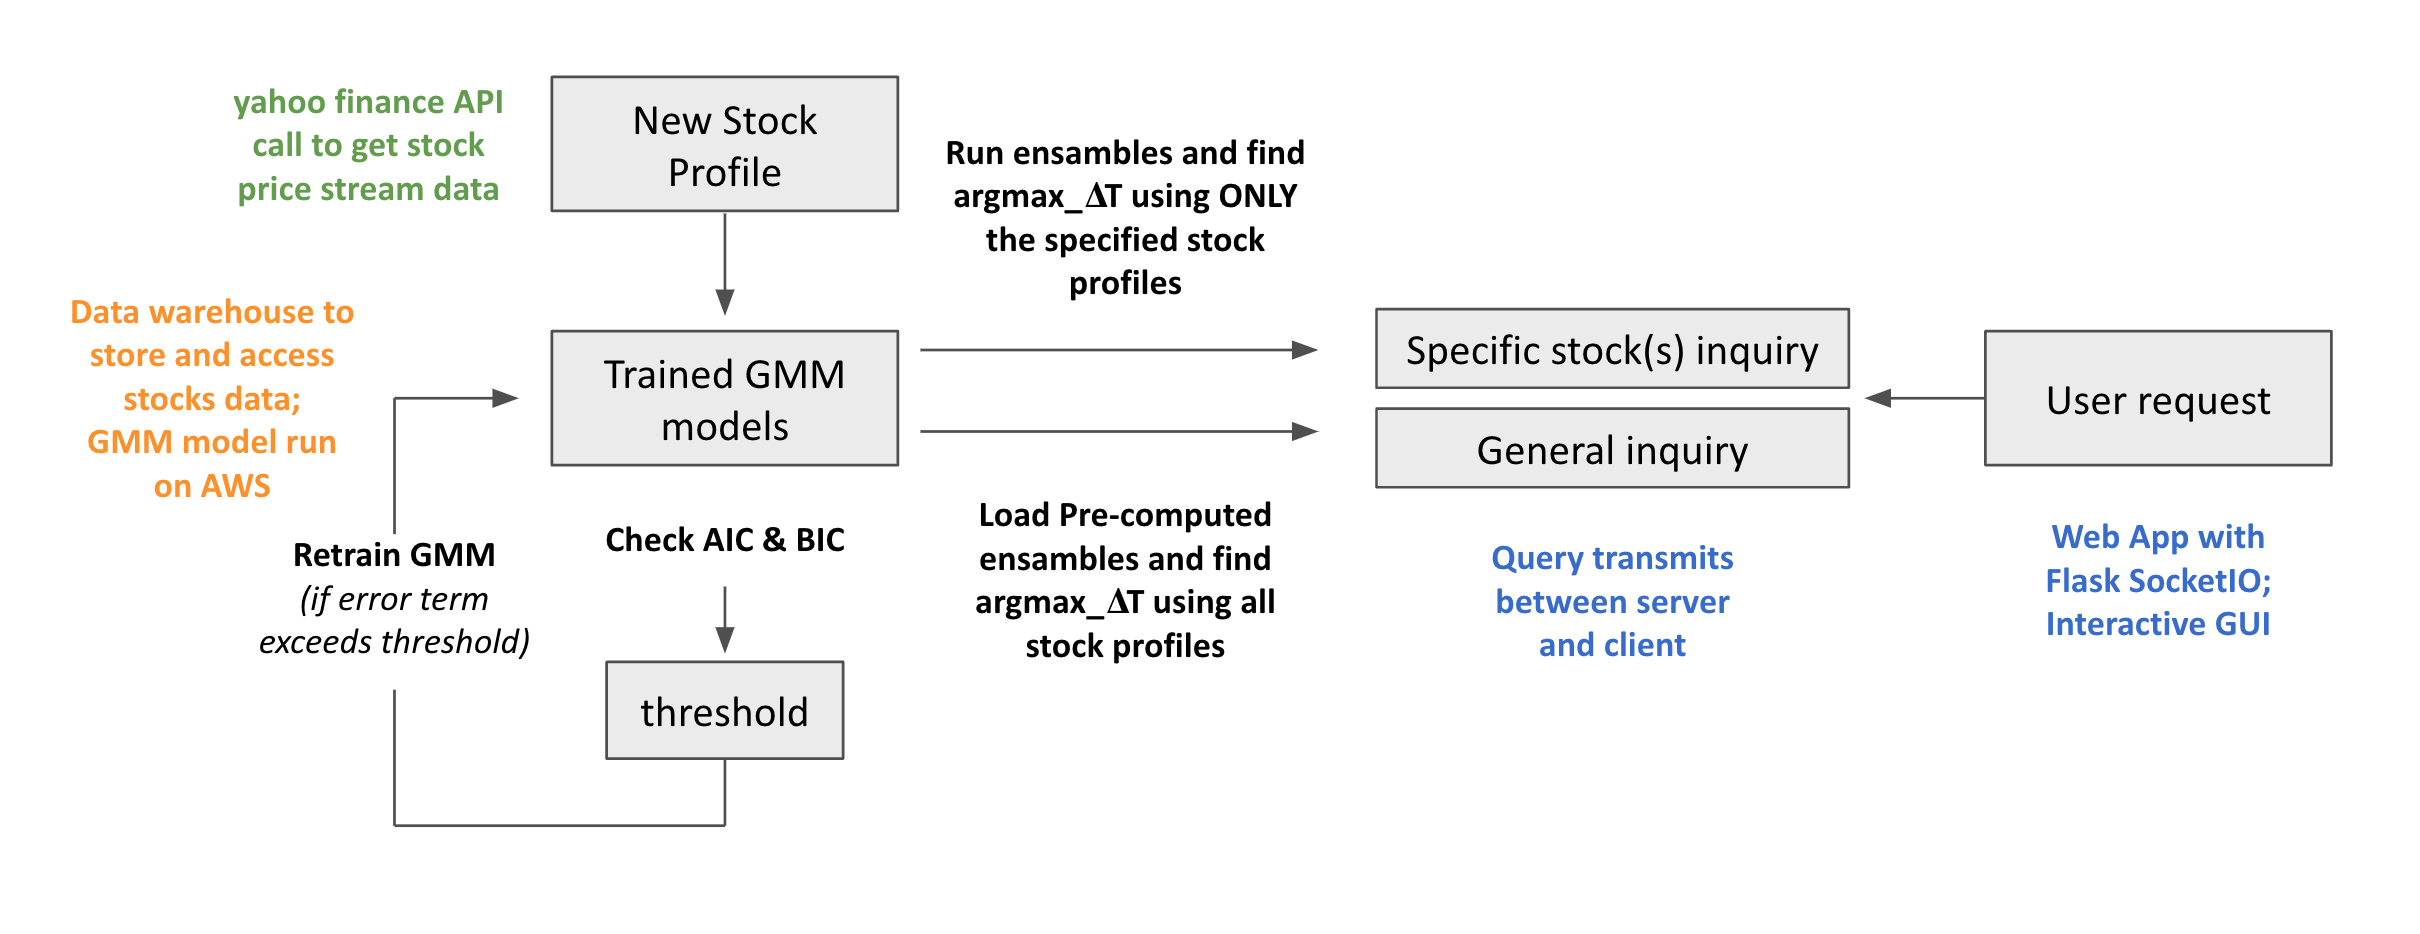 yahoo finance API
call to get stock
price stream data
New Stock
Profile
Run ensambles and find
argmax_ΔT using ONLY
the specified stock
profiles
Data warehouse to
store and access
stocks data;
GMM model run
on AWS
Trained GMM
models
Specific stock(s) inquiry
General inquiry
User request
Retrain GMM
(if error term
exceeds threshold)
Check AIC & BIC
threshold
Load Pre-computed
ensambles and find
argmax_ΔT using all
stock profiles
Query transmits
between server
and client
Web App with
Flask SocketIO;
Interactive GUI